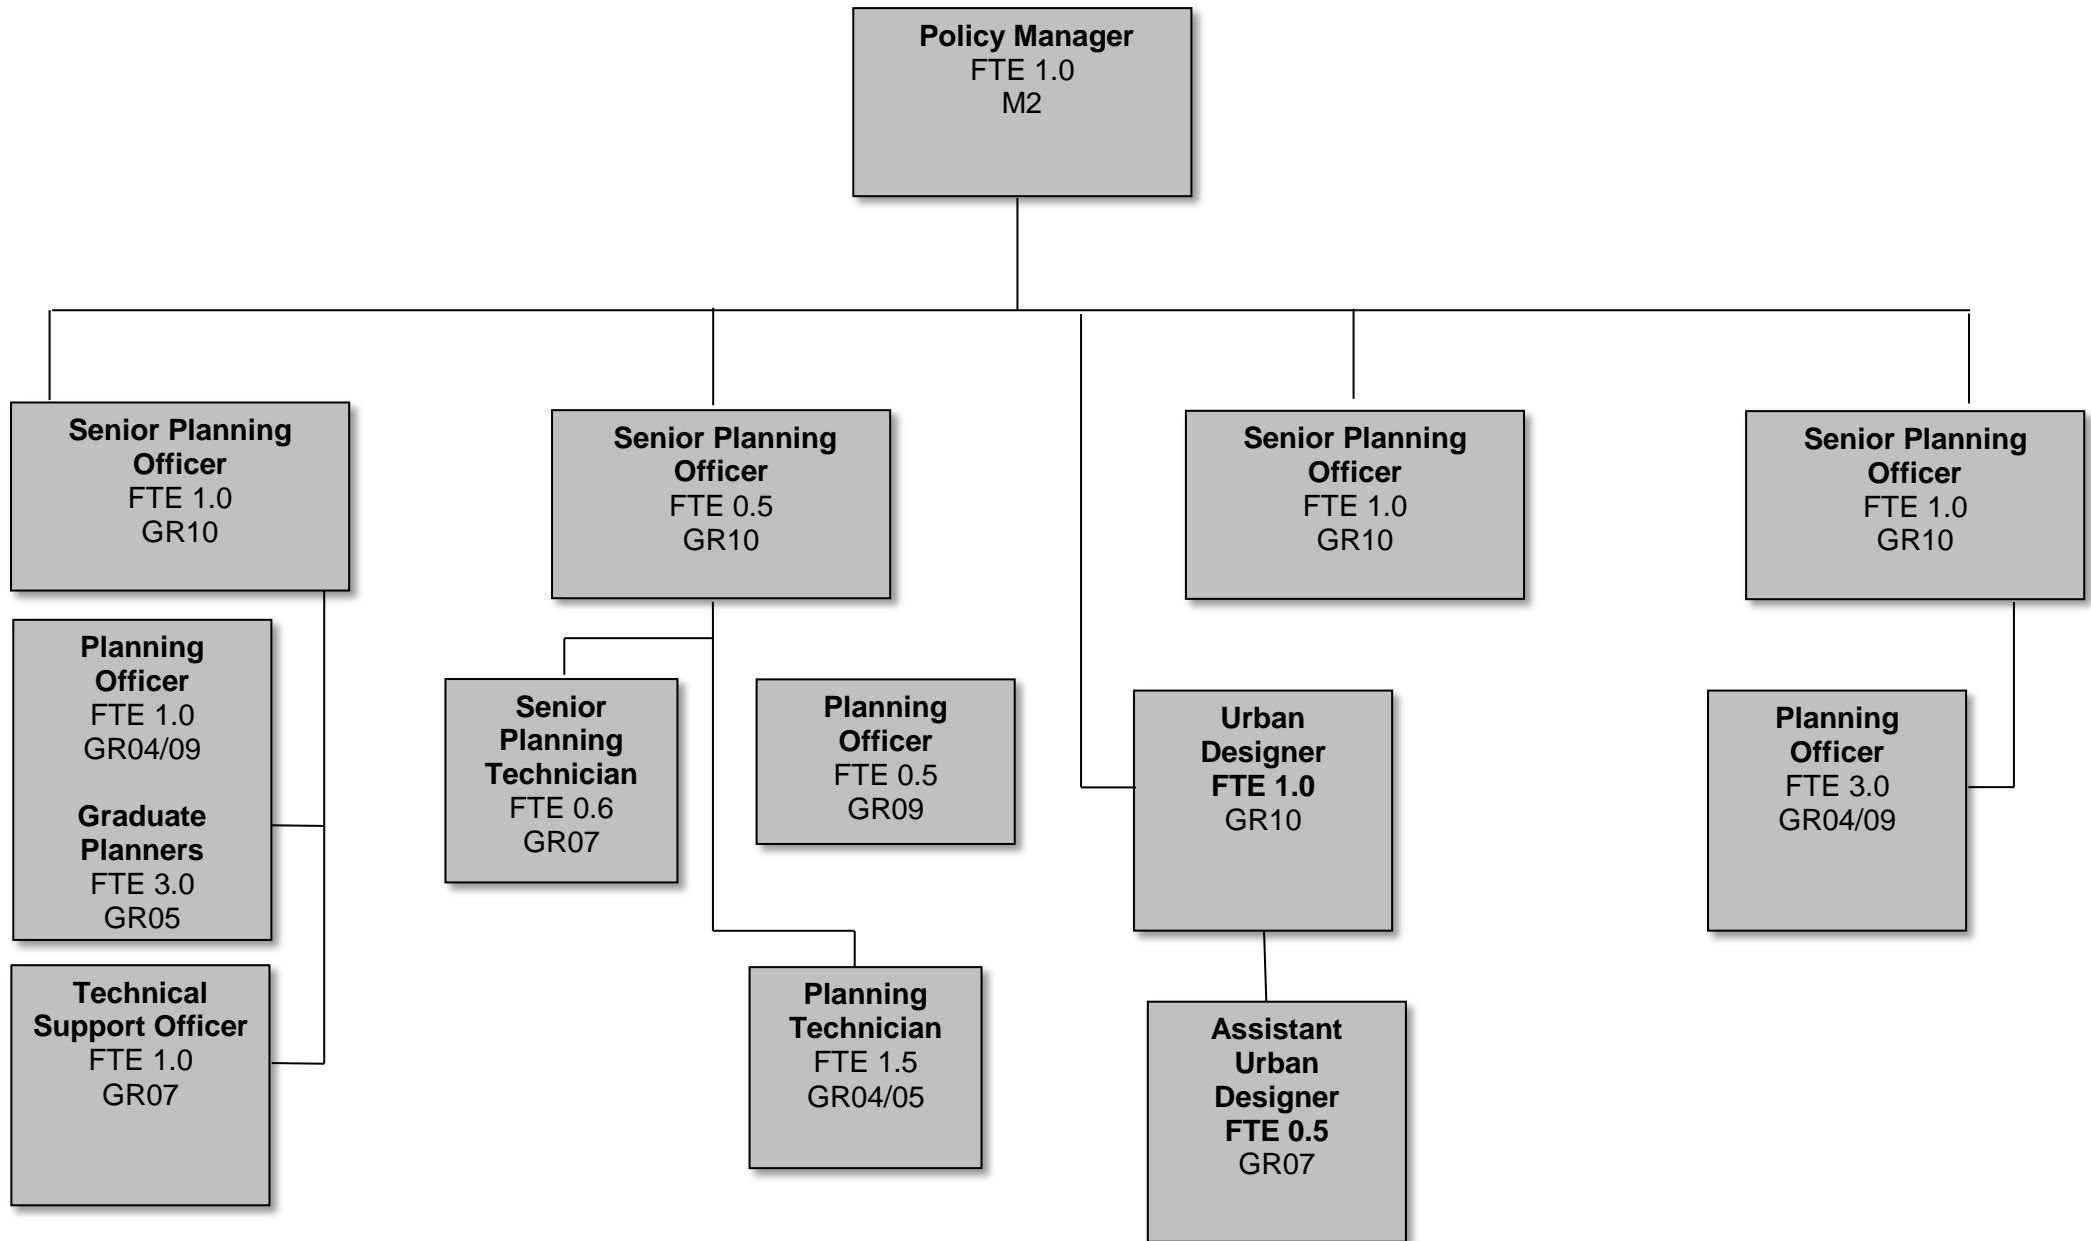 Policy Manager
FTE 1.0
M2
Senior Planning
Officer
FTE 1.0
GR10
Senior Planning
Officer
FTE 0.5
GR10
Senior Planning
Officer
FTE 1.0
GR10
Senior Planning
Officer
FTE 1.0
GR10
Planning
Officer
FTE 1.0
GR04/09
Graduate
Planners
FTE 3.0
GR05
Senior
Planning
Technician
FTE 0.6
GR07
Planning
Officer
FTE 0.5
GR09
Urban
Designer
FTE 1.0
GR10
Planning
Officer
FTE 3.0
GR04/09
Technical
Support Officer
FTE 1.0
GR07
Planning
Technician
FTE 1.5
GR04/05
Assistant
Urban
Designer
FTE 0.5
GR07